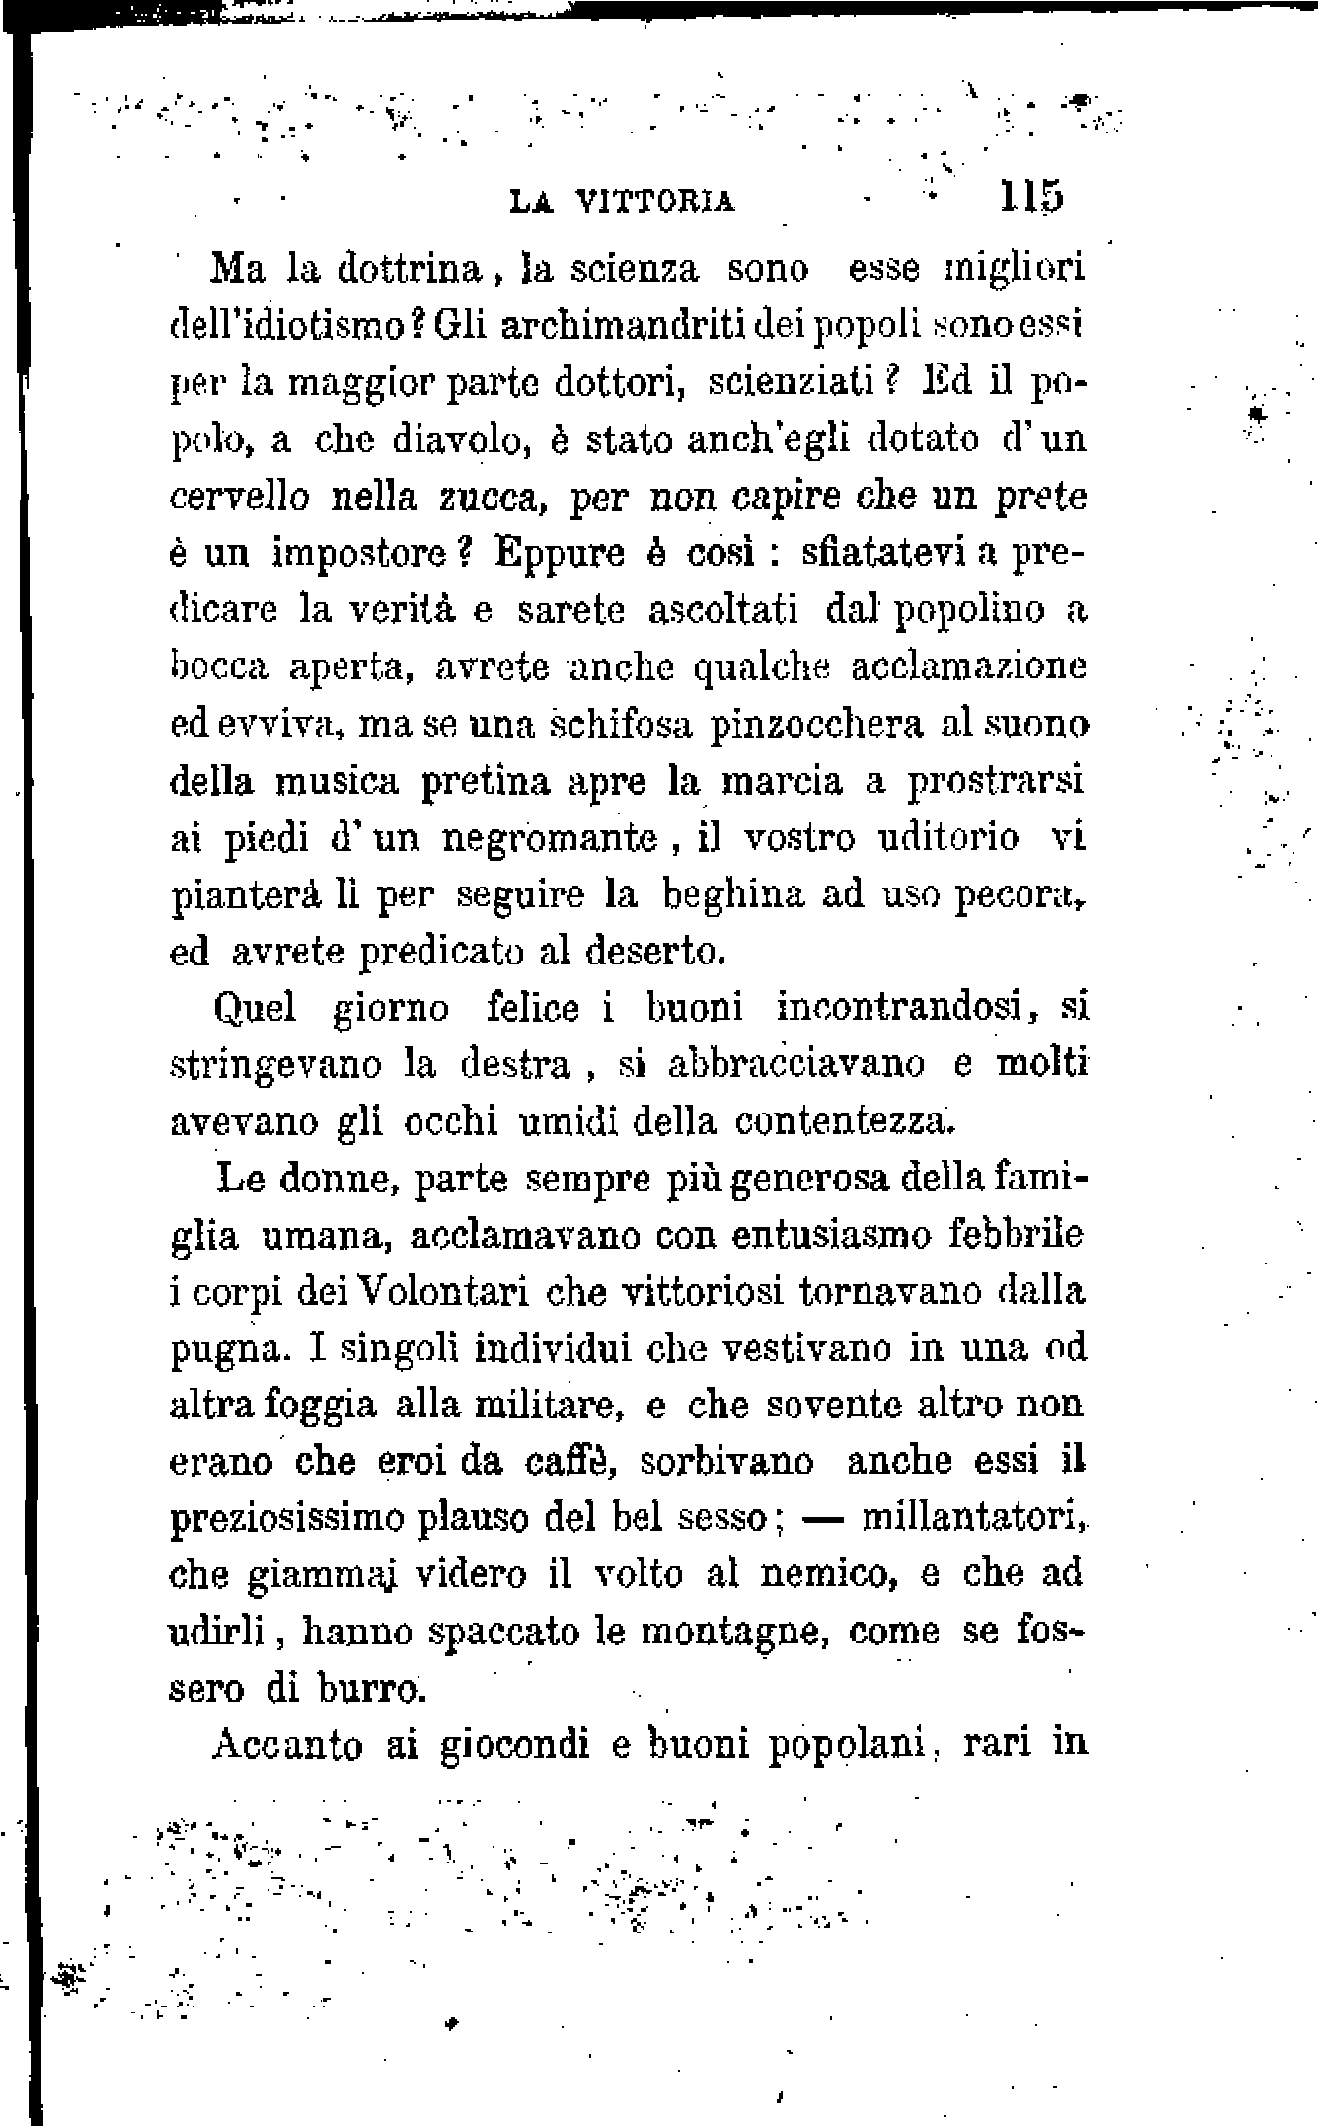 LA VITTORIA 115
Ma la dottrina, la scienza sono esse migliori
dell'idiotismo? Gli archimandriti dei popoli sono essi
per la maggior parte dottori, scienziati? Ed il po-
polo, a che diavolo, è stato anch'egli dotato d'un
cervello nella zucca, per non capire che un prete
è un impostore? Eppure è così: sfiatatevi a pre-
dicare la verità e sarete ascoltati dal popolino a
bocca aperta, avrete anche qualche acclamazione
ed evviva, ma se una schifosa pinzocchera al suono
della musica pretina apre la marcia a prostrarsi
ai piedi d'un negromante, il vostro uditorio vi
pianterà lì per seguire la beghina ad uso pecora,
ed avrete predicato al deserto.
Quel giorno felice i buoni incontrandosi, si
stringevano la destra, si abbracciavano e molti
avevano gli occhi umidi della contentezza.
Le donne, parte sempre più generosa della fami-
glia umana, acclamavano con entusiasmo febbrile
i corpi dei Volontari che vittoriosi tornavano dalla
pugna. I singoli individui che vestivano in una od
altra foggia alla militare, e che sovente altro non
erano che eroi da caffè, sorbivano anche essi il
preziosissimo plauso del bel sesso; — millantatori,
che giammai videro il volto al nemico, e che ad
udirli, hanno spaccato le montagne, come se fos-
sero di burro.
Accanto ai giocondi e buoni popolani, rari in